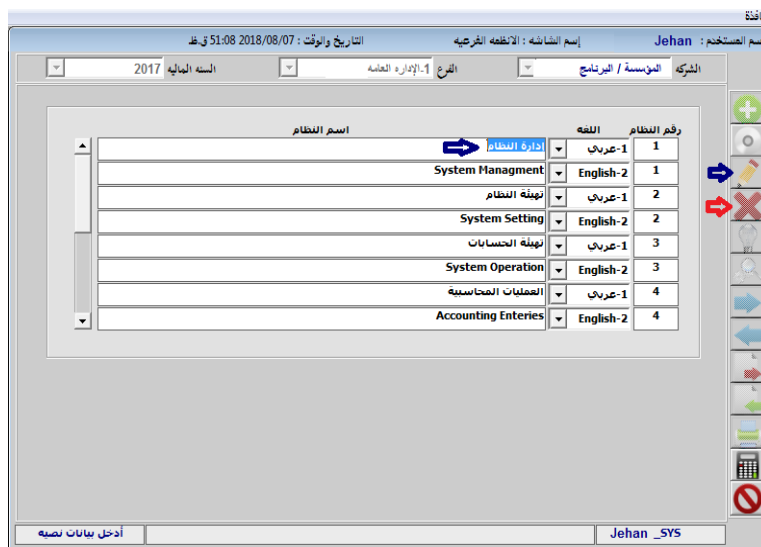 افذة
سم المستخدم : Jehan إسم الشاشه : الانظمه الفرعيه التاريخ والوقت : 2018/08/07 51:08 ق.ظ
الشركه المؤسسة / البرنامج الفرع 1.الإداره العامه السنه الماليه 2017
رقم النظام اللغه اسم النظام
1 1-عربي إدارة النظام
1 English-2 System Managment
2 1-عربي تهيئة النظام
2 English-2 System Setting
3 1-عربي تهيئة الحسابات
3 English-2 System Operation
4 1-عربي العمليات المحاسبية
4 English-2 Accounting Enteries
Jehan _SYS أدخل بيانات نصيه